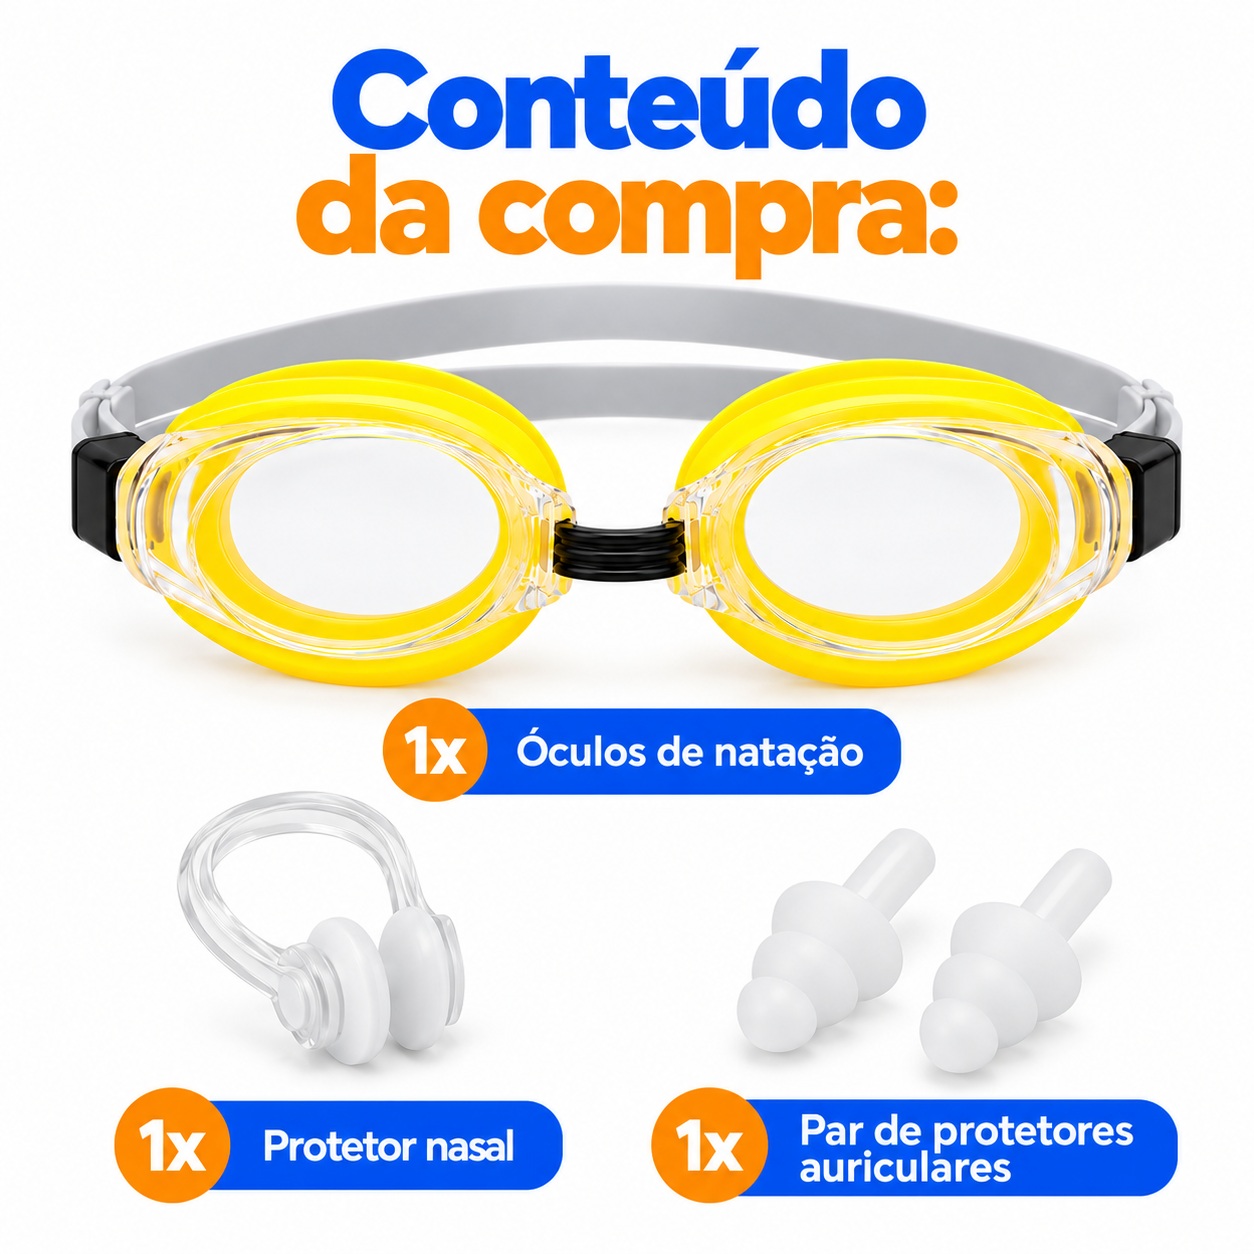 Conteúdo
da compra:
1x Óculos de natação
1x Protetor nasal
1x Par de protetores
auriculares